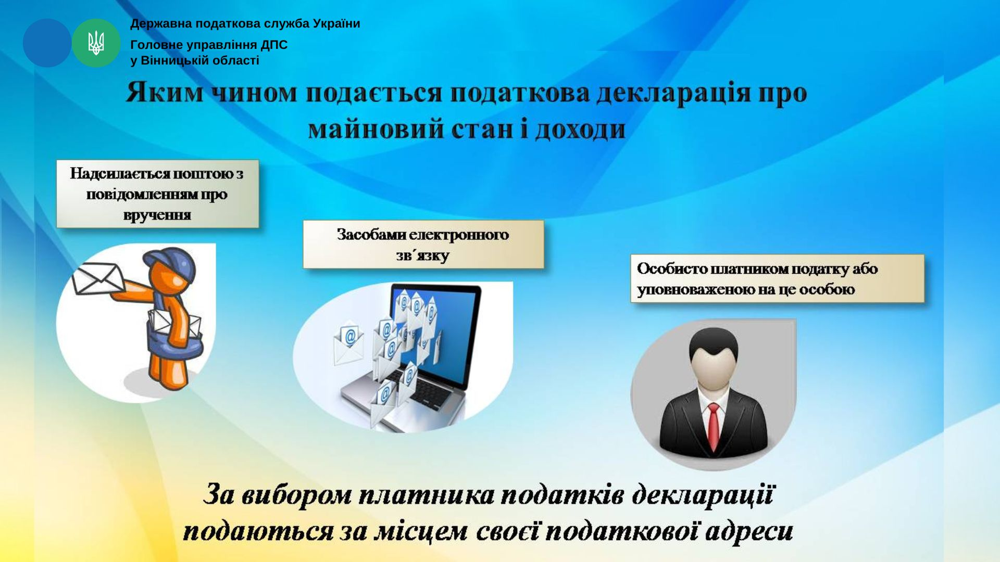 Державна податкова служба України
Головне управління ДПС
у Вінницькій області
Яким чином подається податкова декларація про
майновий стан і доходи
Надсилається поштою з
повідомленням про
вручення
Засобами електронного
зв´язку
Особисто платником податку або
уповноваженою на це особою
За вибором платника податків декларації
подаються за місцем своєї податкової адреси